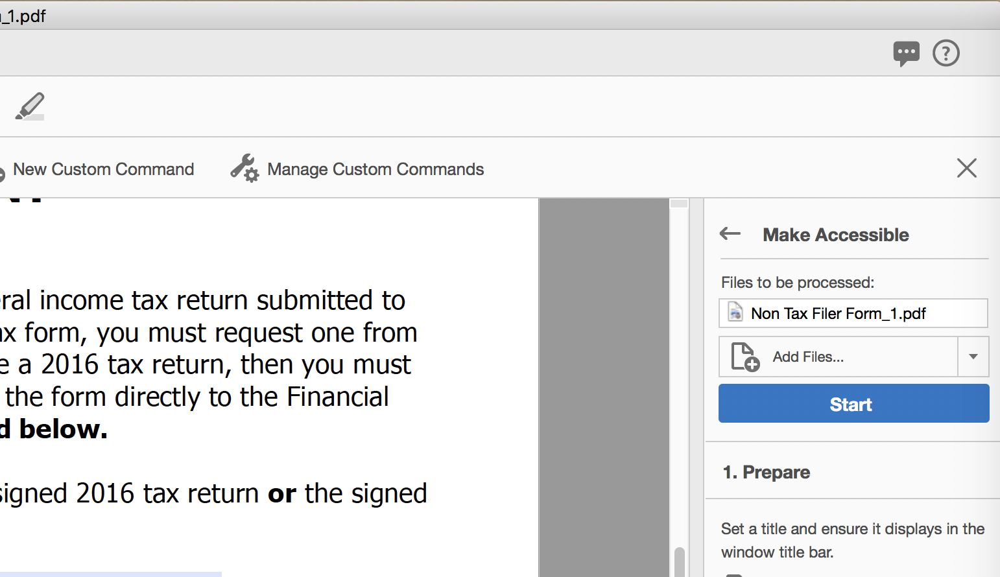 _1.pdf
New Custom Command
Manage Custom Commands
eral income tax return submitted to
ax form, you must request one from
e a 2016 tax return, then you must
the form directly to the Financial
d below.
signed 2016 tax return or the signed
Make Accessible
Files to be processed:
Non Tax Filer Form_1.pdf
Add Files...
Start
1. Prepare
Set a title and ensure it displays in the
window title bar.